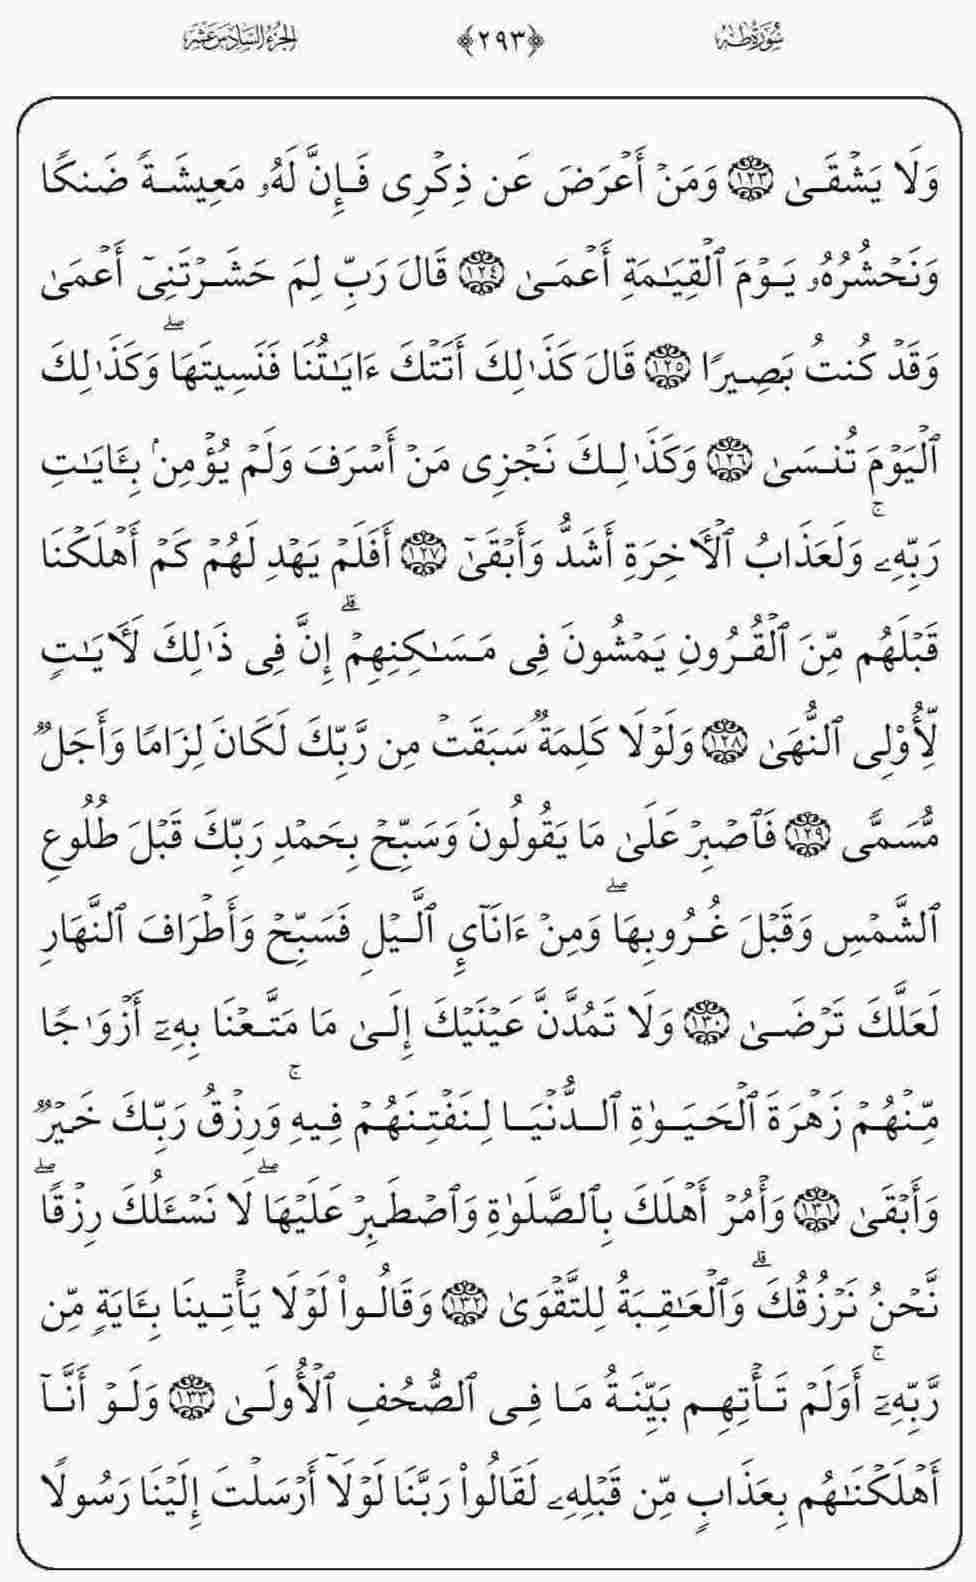 سُورَةُ طه ﴿٢٩٣﴾ الجُزْءُ السَّادِسَ عَشَرَ
وَلَا يَشْقَىٰ ١٢٣ وَمَنْ أَعْرَضَ عَن ذِكْرِى فَإِنَّ لَهُۥ مَعِيشَةً ضَنكًا
وَنَحْشُرُهُۥ يَوْمَ ٱلْقِيَـٰمَةِ أَعْمَىٰ ١٢٤ قَالَ رَبِّ لِمَ حَشَرْتَنِىٓ أَعْمَىٰ
وَقَدْ كُنتُ بَصِيرًا ١٢٥ قَالَ كَذَٰلِكَ أَتَتْكَ ءَايَـٰتُنَا فَنَسِيتَهَا ۖ وَكَذَٰلِكَ
ٱلْيَوْمَ تُنسَىٰ ١٢٦ وَكَذَٰلِكَ نَجْزِى مَنْ أَسْرَفَ وَلَمْ يُؤْمِنۢ بِـَٔايَـٰتِ
رَبِّهِۦ ۚ وَلَعَذَابُ ٱلْـَٔاخِرَةِ أَشَدُّ وَأَبْقَىٰٓ ١٢٧ أَفَلَمْ يَهْدِ لَهُمْ كَمْ أَهْلَكْنَا
قَبْلَهُم مِّنَ ٱلْقُرُونِ يَمْشُونَ فِى مَسَـٰكِنِهِمْ ۗ إِنَّ فِى ذَٰلِكَ لَـَٔايَـٰتٍ
لِّأُو۟لِى ٱلنُّهَىٰ ١٢٨ وَلَوْلَا كَلِمَةٌ سَبَقَتْ مِن رَّبِّكَ لَكَانَ لِزَامًا وَأَجَلٌ
مُّسَمًّى ١٢٩ فَٱصْبِرْ عَلَىٰ مَا يَقُولُونَ وَسَبِّحْ بِحَمْدِ رَبِّكَ قَبْلَ طُلُوعِ
ٱلشَّمْسِ وَقَبْلَ غُرُوبِهَا ۖ وَمِنْ ءَانَآئِ ٱلَّيْلِ فَسَبِّحْ وَأَطْرَافَ ٱلنَّهَارِ
لَعَلَّكَ تَرْضَىٰ ١٣٠ وَلَا تَمُدَّنَّ عَيْنَيْكَ إِلَىٰ مَا مَتَّعْنَا بِهِۦٓ أَزْوَٰجًا
مِّنْهُمْ زَهْرَةَ ٱلْحَيَوٰةِ ٱلدُّنْيَا لِنَفْتِنَهُمْ فِيهِ ۚ وَرِزْقُ رَبِّكَ خَيْرٌ
وَأَبْقَىٰ ١٣١ وَأْمُرْ أَهْلَكَ بِٱلصَّلَوٰةِ وَٱصْطَبِرْ عَلَيْهَا ۖ لَا نَسْـَٔلُكَ رِزْقًا ۖ
نَّحْنُ نَرْزُقُكَ ۗ وَٱلْعَـٰقِبَةُ لِلتَّقْوَىٰ ١٣٢ وَقَالُوا۟ لَوْلَا يَأْتِينَا بِـَٔايَةٍ مِّن
رَّبِّهِۦٓ ۚ أَوَلَمْ تَأْتِهِم بَيِّنَةُ مَا فِى ٱلصُّحُفِ ٱلْأُولَىٰ ١٣٣ وَلَوْ أَنَّآ
أَهْلَكْنَـٰهُم بِعَذَابٍ مِّن قَبْلِهِۦ لَقَالُوا۟ رَبَّنَا لَوْلَآ أَرْسَلْتَ إِلَيْنَا رَسُولًا